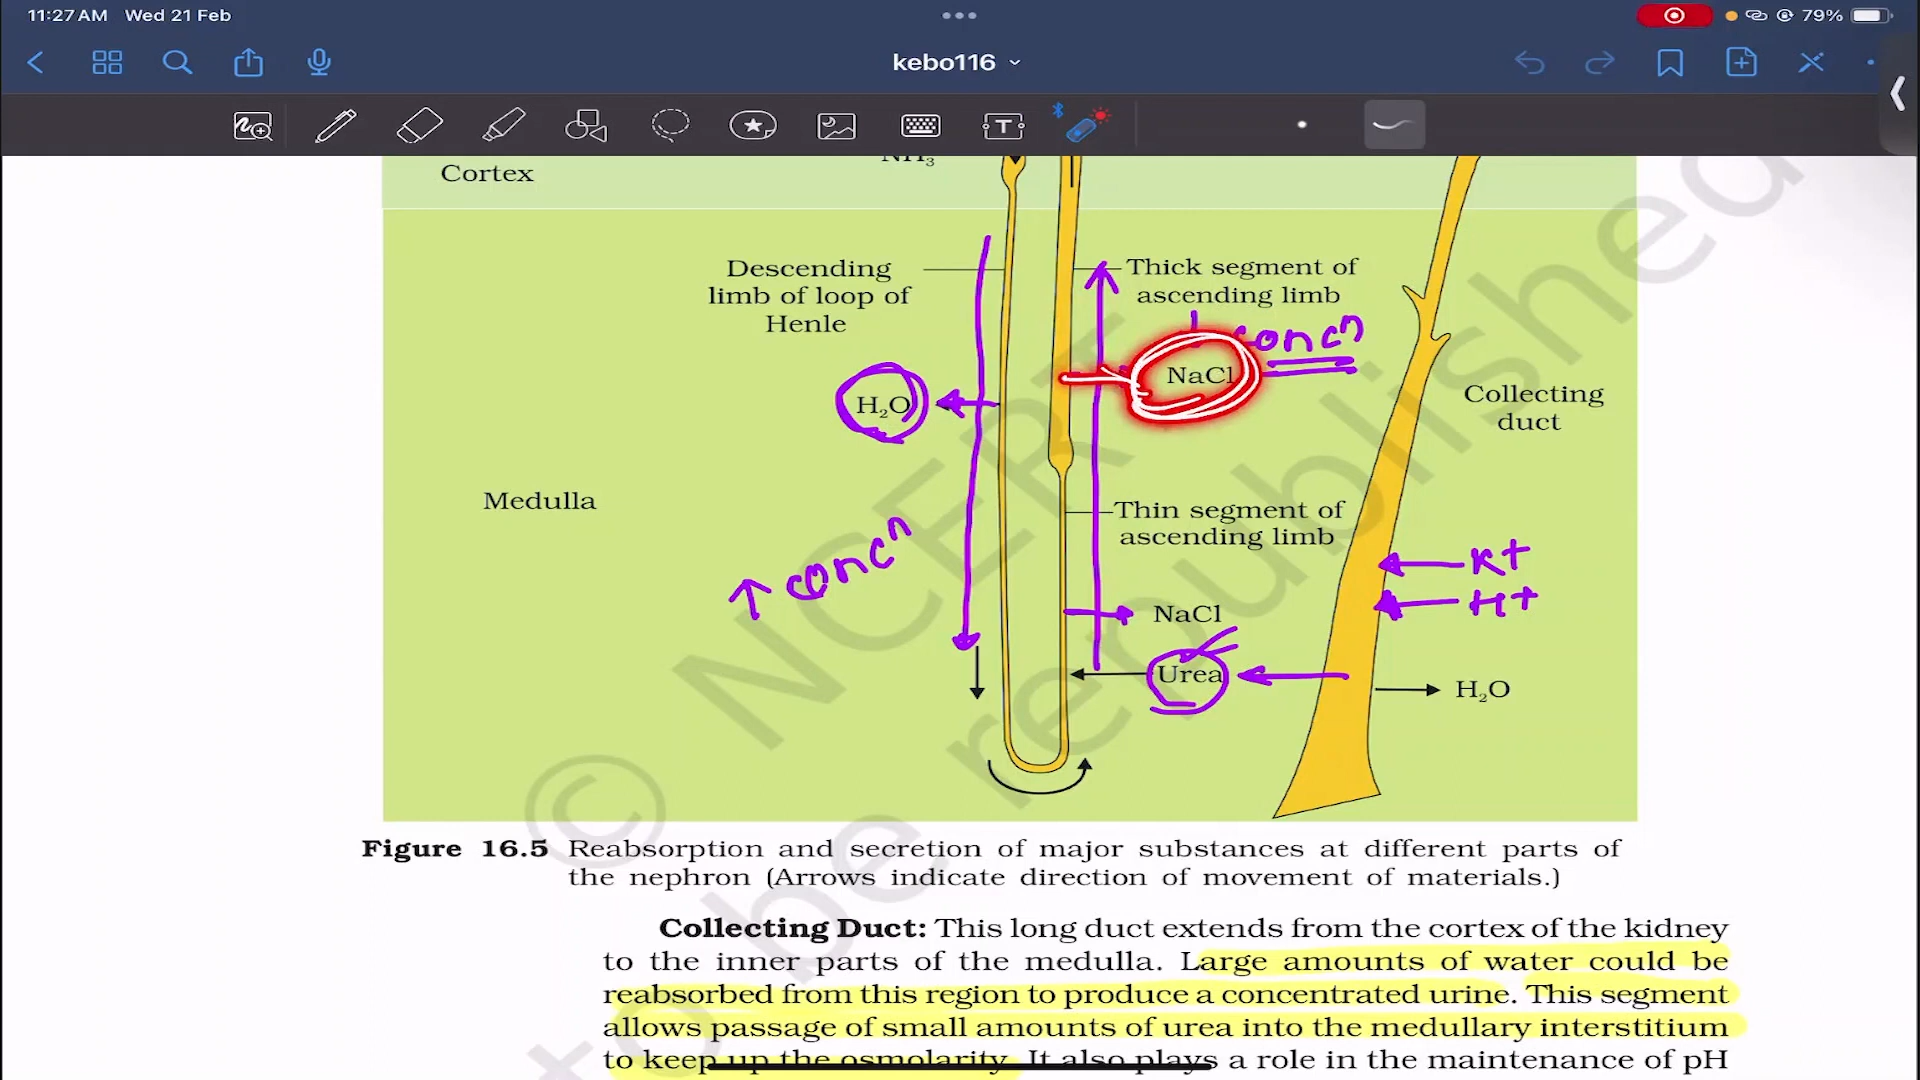 11:27 AM Wed 21 Feb
79%
kebo116
T
NH₃
Cortex
Descending
limb of loop of
Henle
Thick segment of
ascending limb
concⁿ
NaCl
H₂O
Collecting
duct
Medulla
↑ concⁿ
Thin segment of
ascending limb
K+
H+
NaCl
Urea
H₂O
© NCERT
to be republished
Figure 16.5 Reabsorption and secretion of major substances at different parts of
the nephron (Arrows indicate direction of movement of materials.)
Collecting Duct: This long duct extends from the cortex of the kidney
to the inner parts of the medulla. Large amounts of water could be
reabsorbed from this region to produce a concentrated urine. This segment
allows passage of small amounts of urea into the medullary interstitium
to keep up the osmolarity. It also plays a role in the maintenance of pH